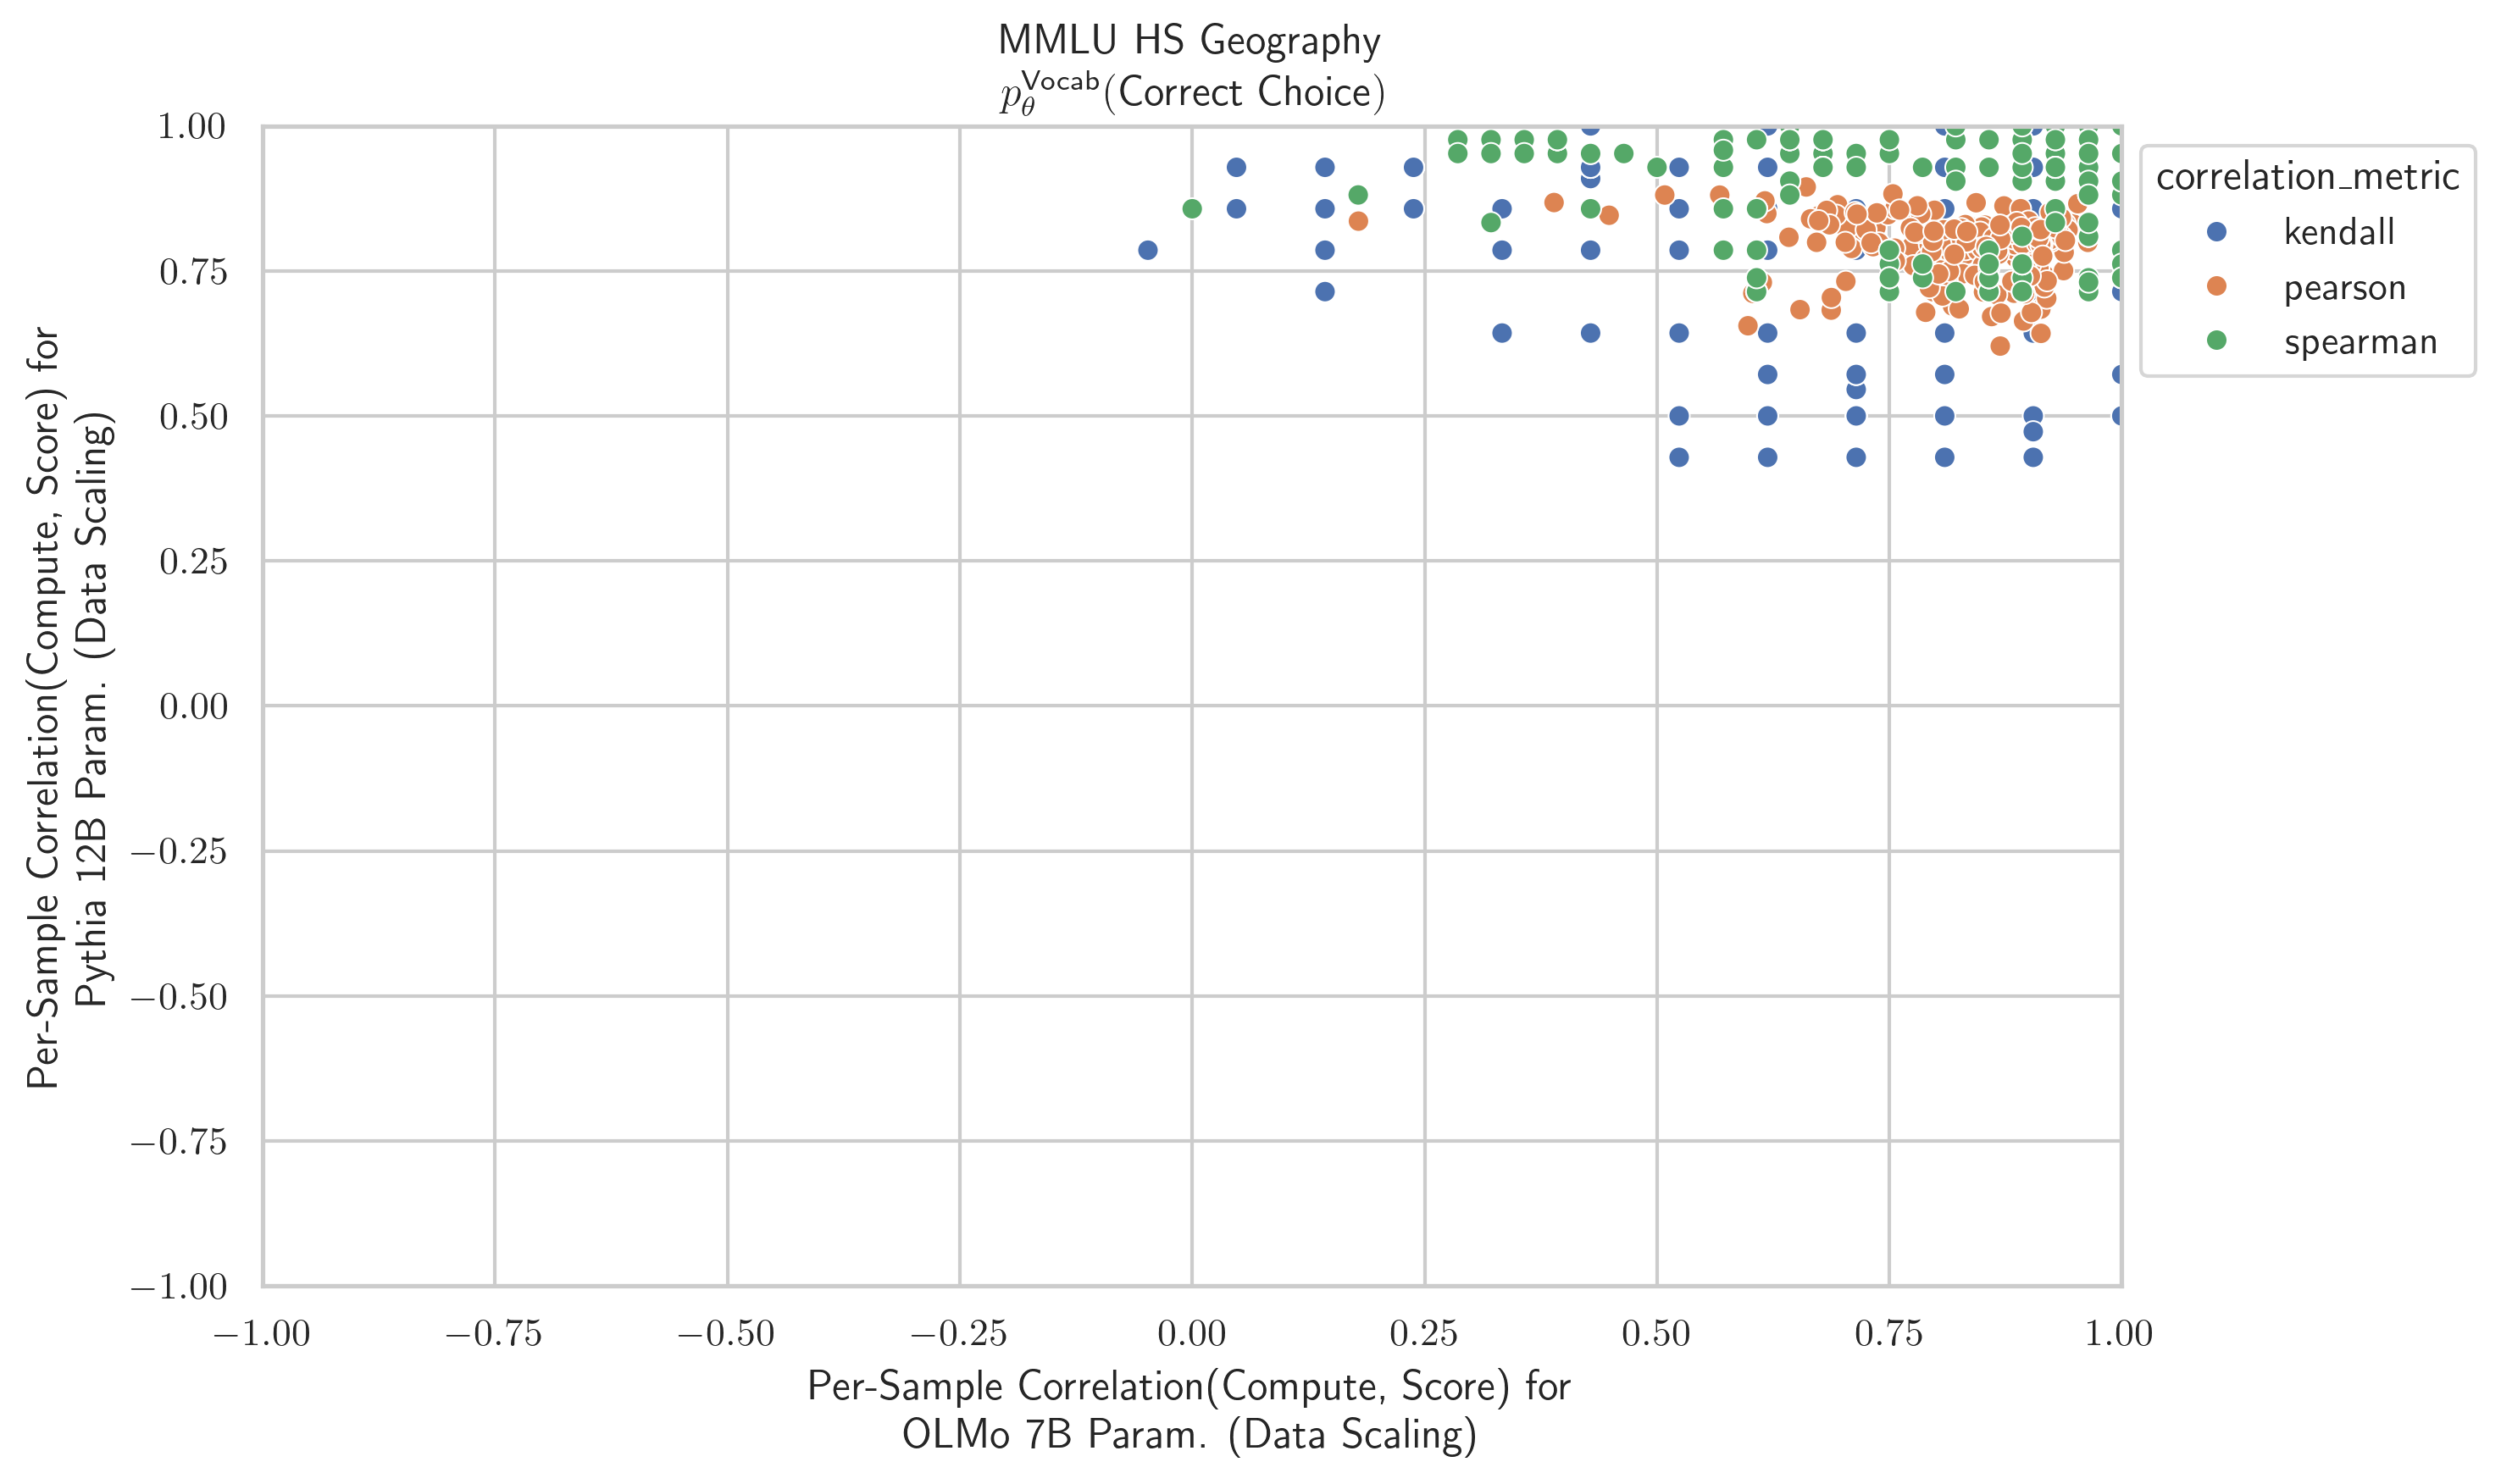 MMLU HS Geography
p_θ^Vocab(Correct Choice)
Per-Sample Correlation(Compute, Score) for
Pythia 12B Param. (Data Scaling)
1.00
0.75
0.50
0.25
0.00
−0.25
−0.50
−0.75
−1.00
correlation_metric
kendall
pearson
spearman
−1.00 −0.75 −0.50 −0.25 0.00 0.25 0.50 0.75 1.00
Per-Sample Correlation(Compute, Score) for
OLMo 7B Param. (Data Scaling)